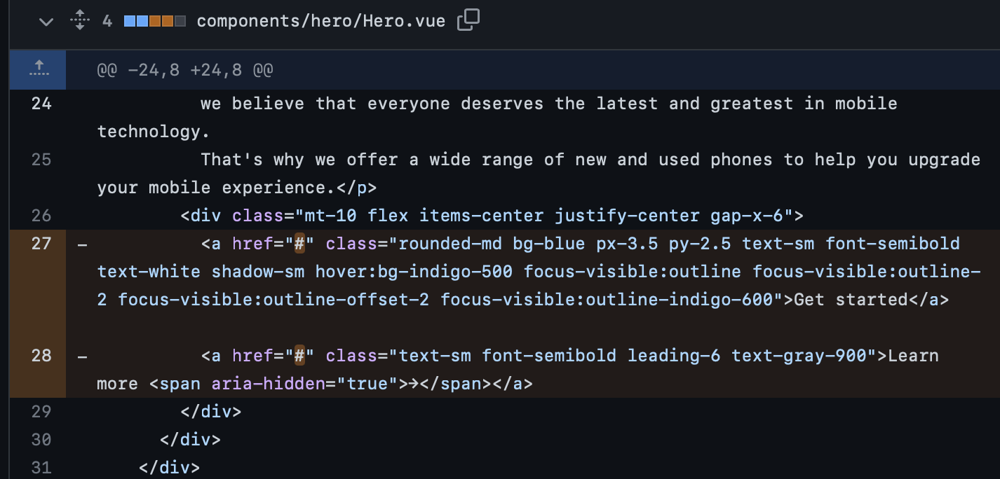 4 components/hero/Hero.vue
@@ -24,8 +24,8 @@
24 we believe that everyone deserves the latest and greatest in mobile
technology.
25 That's why we offer a wide range of new and used phones to help you upgrade
your mobile experience.</p>
26 <div class="mt-10 flex items-center justify-center gap-x-6">
27 - <a href="#" class="rounded-md bg-blue px-3.5 py-2.5 text-sm font-semibold
text-white shadow-sm hover:bg-indigo-500 focus-visible:outline focus-visible:outline-
2 focus-visible:outline-offset-2 focus-visible:outline-indigo-600">Get started</a>
28 - <a href="#" class="text-sm font-semibold leading-6 text-gray-900">Learn
more <span aria-hidden="true">→</span></a>
29 </div>
30 </div>
31 </div>